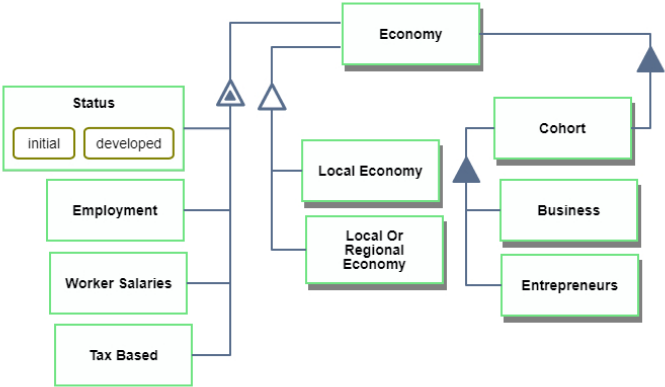 Economy
Status
initial
developed
Cohort
Local Economy
Employment
Business
Local Or
Regional
Economy
Worker Salaries
Entrepreneurs
Tax Based